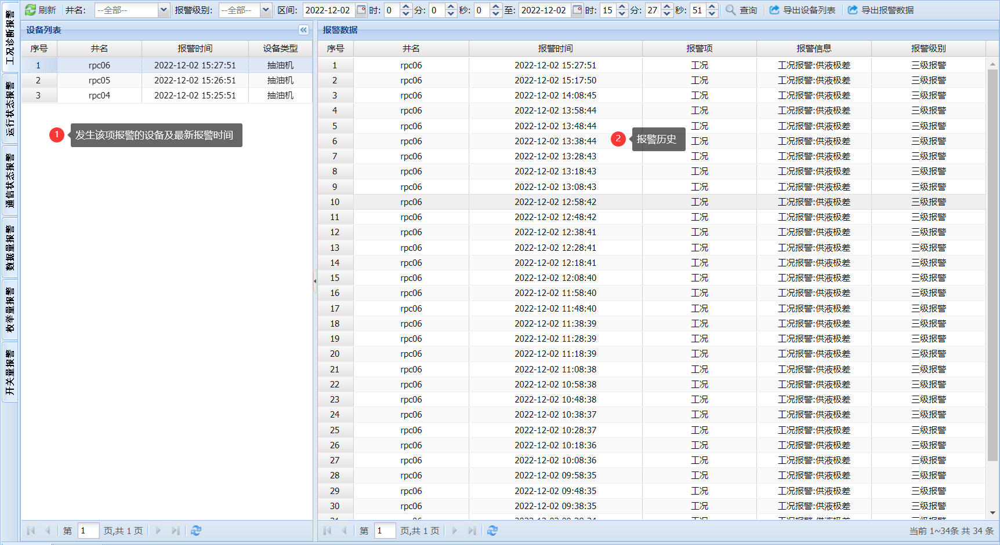 刷新 井名: --全部-- 报警级别: --全部-- 区间: 2022-12-02 时: 0 分: 0 秒: 0 至: 2022-12-02 时: 15 分: 27 秒: 51 查询 导出设备列表 导出报警数据
工况诊断报警
运行状态报警
通信状态报警
数据量报警
枚举量报警
开关量报警
设备列表
序号 井名 报警时间 设备类型
1 rpc06 2022-12-02 15:27:51 抽油机
2 rpc05 2022-12-02 15:26:51 抽油机
3 rpc04 2022-12-02 15:25:51 抽油机
1 发生该项报警的设备及最新报警时间
第 1 页,共 1 页
报警数据
序号 井名 报警时间 报警项 报警信息 报警级别
1 rpc06 2022-12-02 15:27:51 工况 工况报警:供液极差 三级报警
2 rpc06 2022-12-02 15:17:50 工况 工况报警:供液极差 三级报警
3 rpc06 2022-12-02 14:08:45 工况 工况报警:供液极差 三级报警
4 rpc06 2022-12-02 13:58:44 工况 工况报警:供液极差 三级报警
5 rpc06 2022-12-02 13:48:44 工况 工况报警:供液极差 三级报警
2 报警历史
6 rpc06 2022-12-02 13:38:44 工况 工况报警:供液极差 三级报警
7 rpc06 2022-12-02 13:28:43 工况 工况报警:供液极差 三级报警
8 rpc06 2022-12-02 13:18:43 工况 工况报警:供液极差 三级报警
9 rpc06 2022-12-02 13:08:43 工况 工况报警:供液极差 三级报警
10 rpc06 2022-12-02 12:58:42 工况 工况报警:供液极差 三级报警
11 rpc06 2022-12-02 12:48:42 工况 工况报警:供液极差 三级报警
12 rpc06 2022-12-02 12:38:41 工况 工况报警:供液极差 三级报警
13 rpc06 2022-12-02 12:28:41 工况 工况报警:供液极差 三级报警
14 rpc06 2022-12-02 12:18:41 工况 工况报警:供液极差 三级报警
15 rpc06 2022-12-02 12:08:40 工况 工况报警:供液极差 三级报警
16 rpc06 2022-12-02 11:58:40 工况 工况报警:供液极差 三级报警
17 rpc06 2022-12-02 11:48:40 工况 工况报警:供液极差 三级报警
18 rpc06 2022-12-02 11:38:39 工况 工况报警:供液极差 三级报警
19 rpc06 2022-12-02 11:28:39 工况 工况报警:供液极差 三级报警
20 rpc06 2022-12-02 11:18:39 工况 工况报警:供液极差 三级报警
21 rpc06 2022-12-02 11:08:38 工况 工况报警:供液极差 三级报警
22 rpc06 2022-12-02 10:58:38 工况 工况报警:供液极差 三级报警
23 rpc06 2022-12-02 10:48:38 工况 工况报警:供液极差 三级报警
24 rpc06 2022-12-02 10:38:37 工况 工况报警:供液极差 三级报警
25 rpc06 2022-12-02 10:28:37 工况 工况报警:供液极差 三级报警
26 rpc06 2022-12-02 10:18:36 工况 工况报警:供液极差 三级报警
27 rpc06 2022-12-02 10:08:36 工况 工况报警:供液极差 三级报警
28 rpc06 2022-12-02 09:58:35 工况 工况报警:供液极差 三级报警
29 rpc06 2022-12-02 09:48:35 工况 工况报警:供液极差 三级报警
30 rpc06 2022-12-02 09:38:35 工况 工况报警:供液极差 三级报警
第 1 页,共 1 页 当前 1~34条 共 34 条